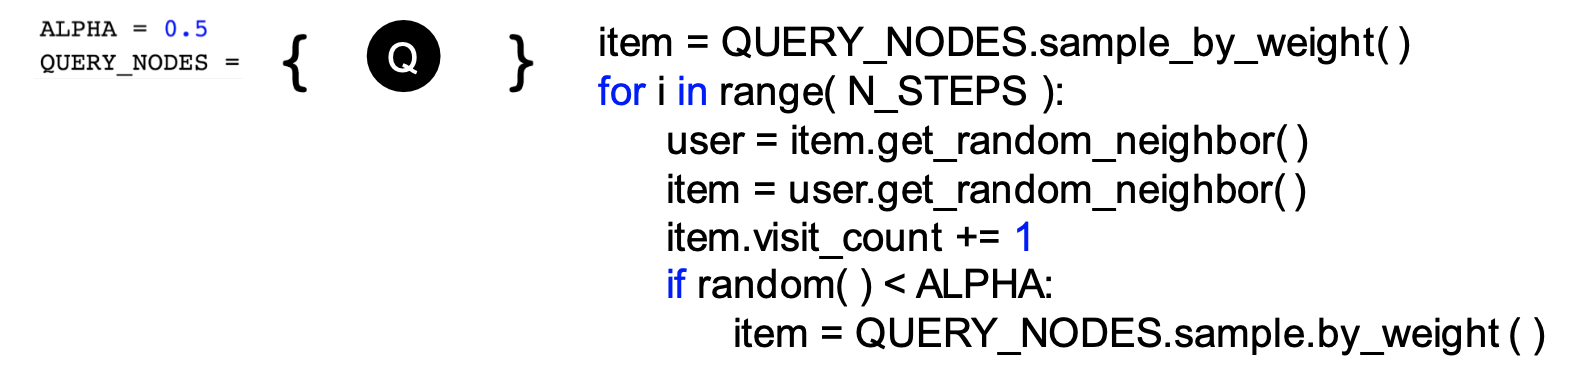 ALPHA = 0.5
QUERY_NODES = { Q }
item = QUERY_NODES.sample_by_weight( )
for i in range( N_STEPS ):
user = item.get_random_neighbor( )
item = user.get_random_neighbor( )
item.visit_count += 1
if random( ) < ALPHA:
item = QUERY_NODES.sample.by_weight ( )